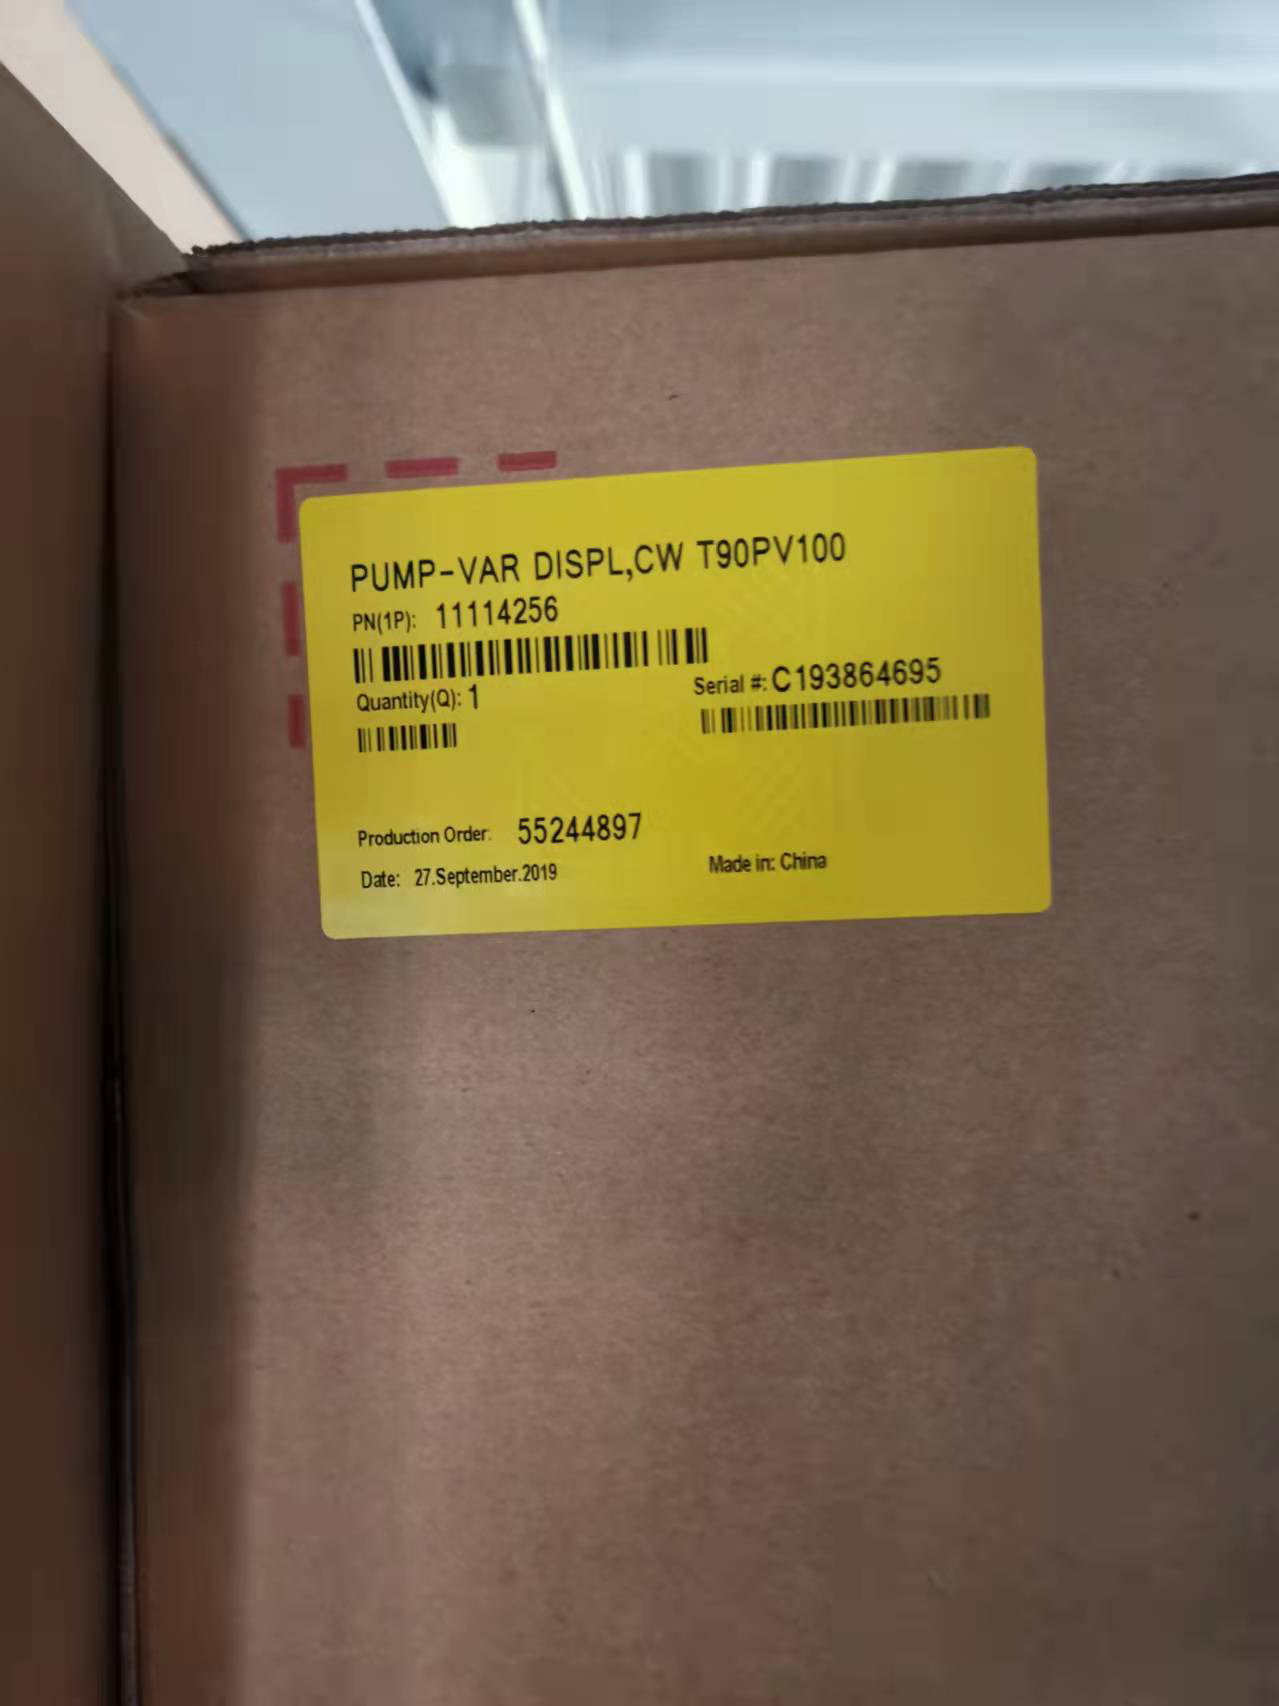 PUMP-VAR DISPL,CW T90PV100
PN(1P): 11114256
Quantity(Q): 1
Serial #: C193864695
Production Order: 55244897
Date: 27.September.2019
Made in: China